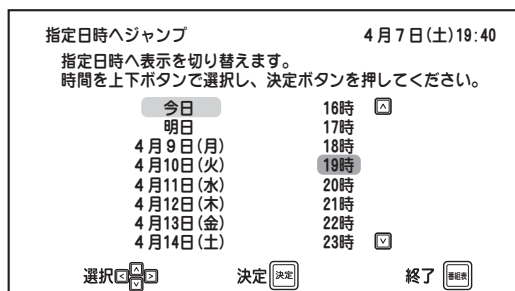 指定日時へジャンプ 4月7日(土)19:40
指定日時へ表示を切り替えます。
時間を上下ボタンで選択し、決定ボタンを押してください。
今日 16時
明日 17時
4月9日(月) 18時
4月10日(火) 19時
4月11日(水) 20時
4月12日(木) 21時
4月13日(金) 22時
4月14日(土) 23時
選択 決定 決定 終了 番組表